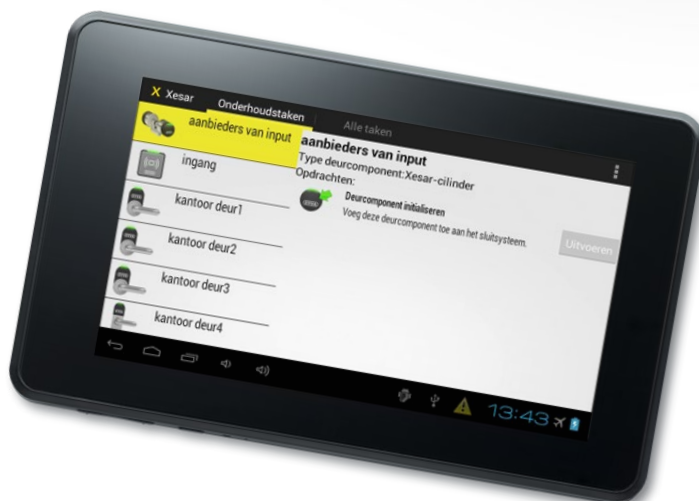 X Xesar
Onderhoudstaken
Alle taken
aanbieders van input
ingang
kantoor deur1
kantoor deur2
kantoor deur3
kantoor deur4
aanbieders van input
Type deurcomponent:Xesar-cilinder
Opdrachten:
Deurcomponent initialiseren
Voeg deze deurcomponent toe aan het sluitsysteem.
Uitvoeren
13:43